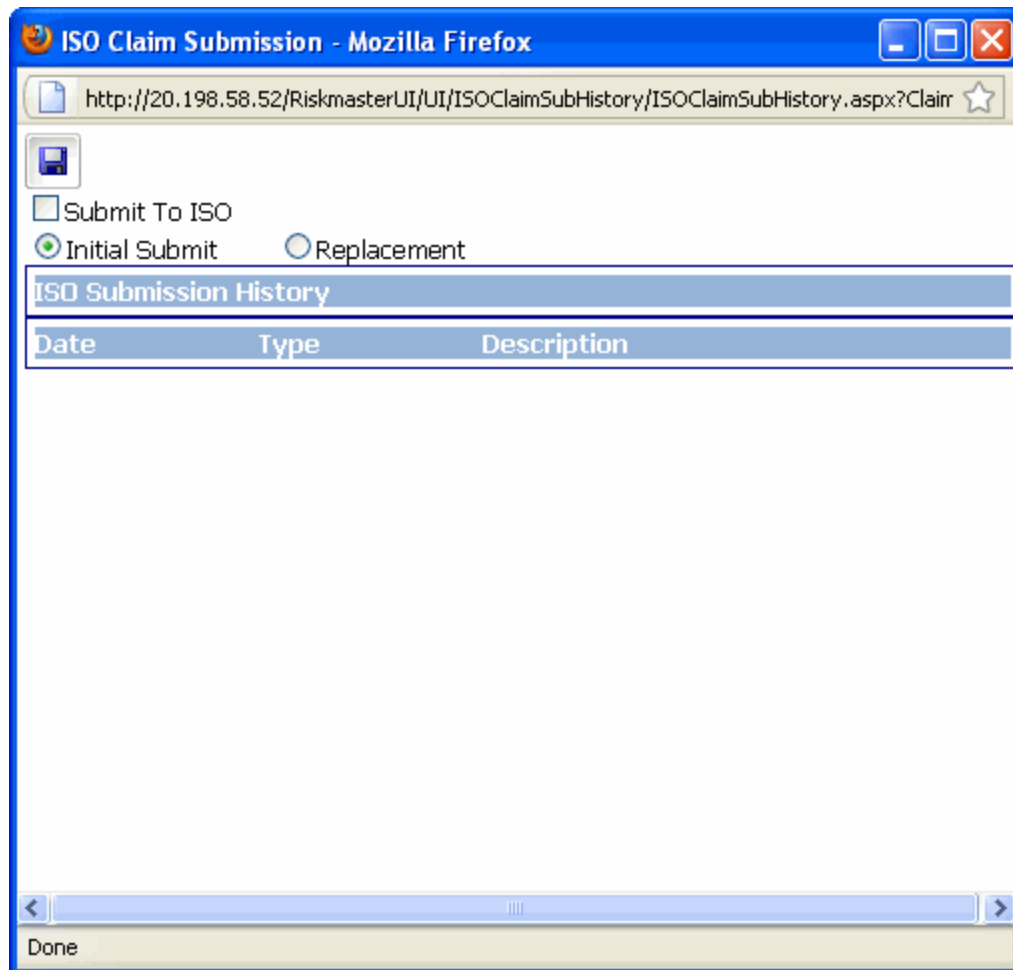 ISO Claim Submission - Mozilla Firefox
http://20.198.58.52/RiskmasterUI/UI/ISOClaimSubHistory/ISOClaimSubHistory.aspx?Claim
Submit To ISO
Initial Submit Replacement
ISO Submission History
Date Type Description
Done